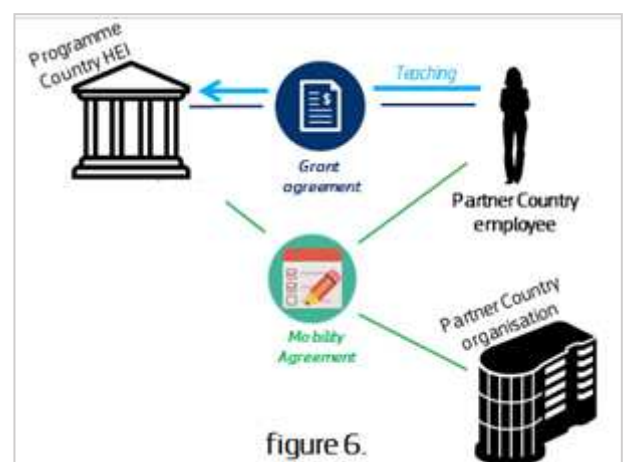 Programme
Country HEI
Teaching
$
Grant
agreement
Partner Country
employee
Partner Country
organisation
Mobility
Agreement
figure 6.